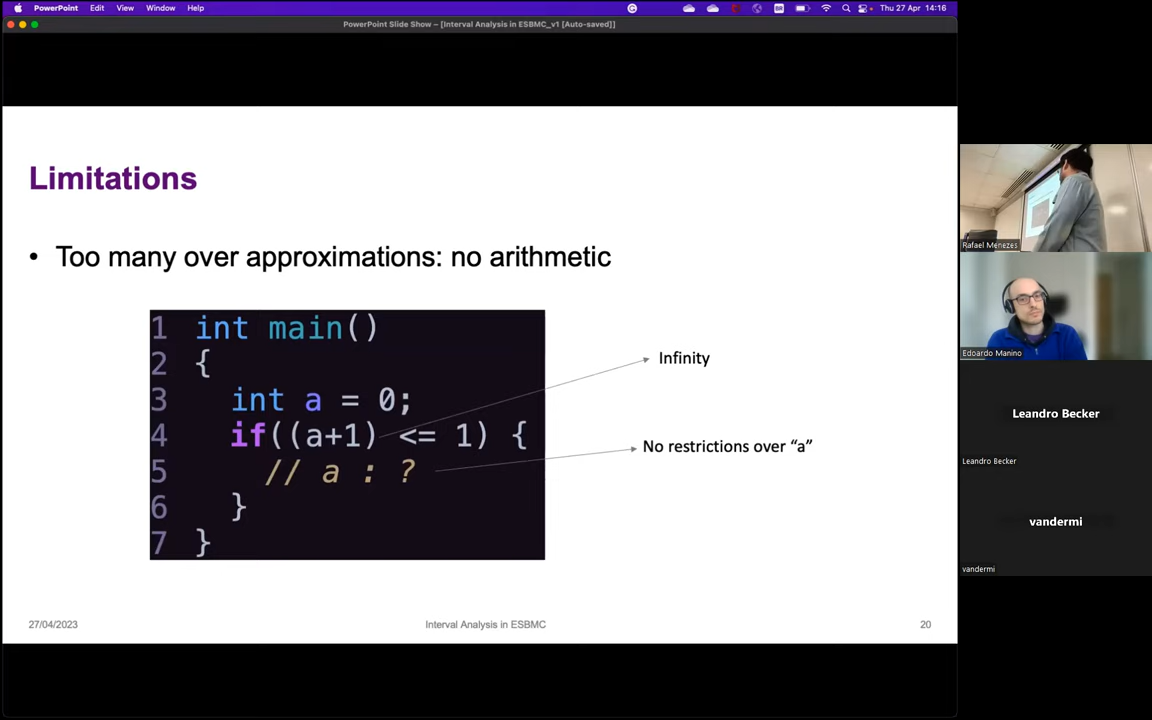 PowerPoint Edit View Window Help
BR
Thu 27 Apr 14:16
PowerPoint Slide Show – [Interval Analysis in ESBMC_v1 [Auto-saved]]
Limitations
• Too many over approximations: no arithmetic
1 int main()
2 {
3 int a = 0;
4 if((a+1) <= 1) {
5 // a : ?
6 }
7 }
Infinity
No restrictions over “a”
27/04/2023
Interval Analysis in ESBMC
20
Rafael Menezes
Edoardo Manino
Leandro Becker
Leandro Becker
vandermi
vandermi